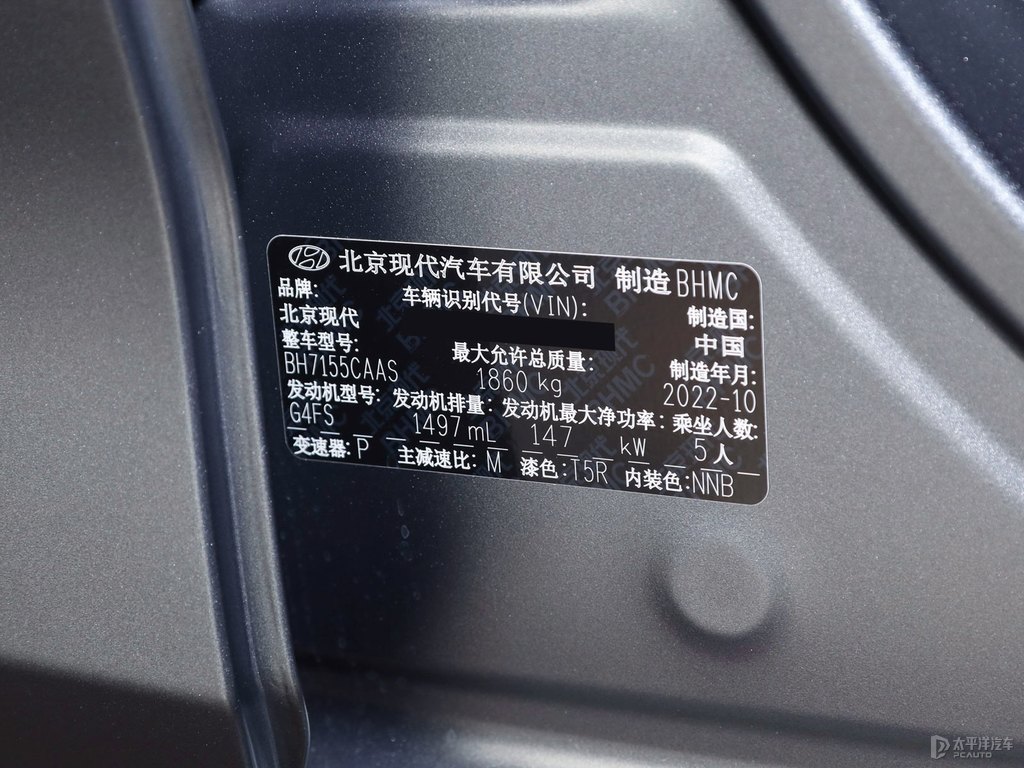 北京现代汽车有限公司 制造 BHMC
品牌: 车辆识别代号(VIN): 制造国:
北京现代 中国
整车型号: 最大允许总质量: 制造年月:
BH7155CAAS 1860 kg 2022-10
发动机型号: 发动机排量: 发动机最大净功率: 乘坐人数:
G4FS 1497 mL 147 kW 5 人
变速器: P 主减速比: M 漆色: T5R 内装色: NNB
太平洋汽车
PCAUTO